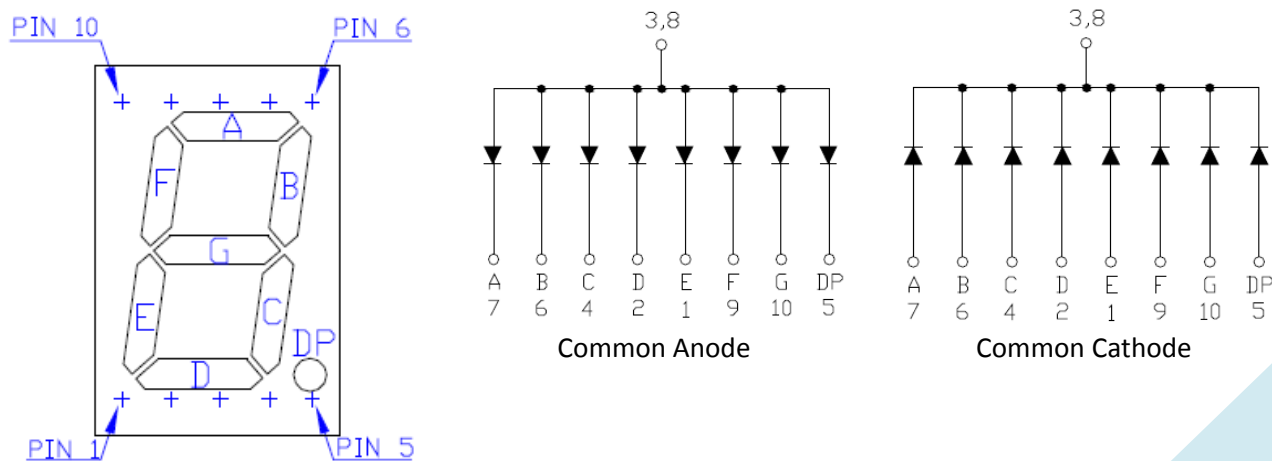 PIN 10
PIN 6
A
F
B
G
E
C
DP
D
PIN 1
PIN 5
3,8
A B C D E F G DP
7 6 4 2 1 9 10 5
Common Anode
3,8
A B C D E F G DP
7 6 4 2 1 9 10 5
Common Cathode